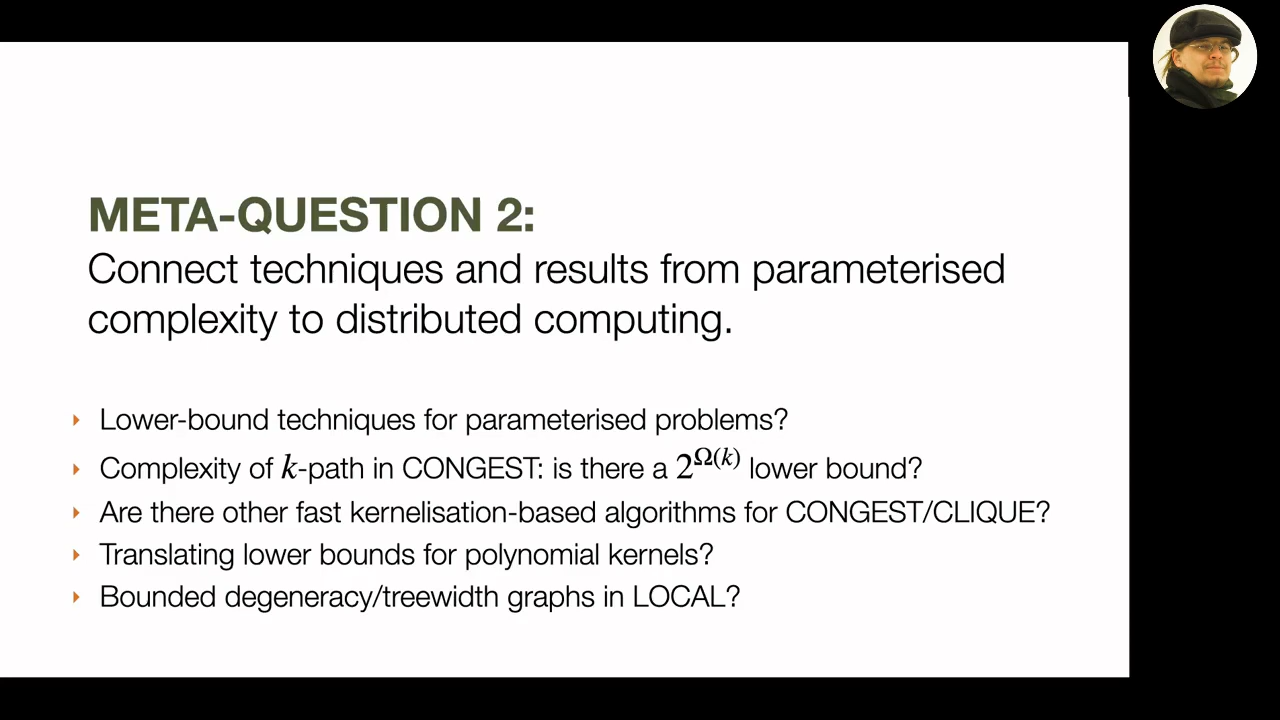 META-QUESTION 2:
Connect techniques and results from parameterised
complexity to distributed computing.
‣ Lower-bound techniques for parameterised problems?
‣ Complexity of k-path in CONGEST: is there a 2^Ω(k) lower bound?
‣ Are there other fast kernelisation-based algorithms for CONGEST/CLIQUE?
‣ Translating lower bounds for polynomial kernels?
‣ Bounded degeneracy/treewidth graphs in LOCAL?